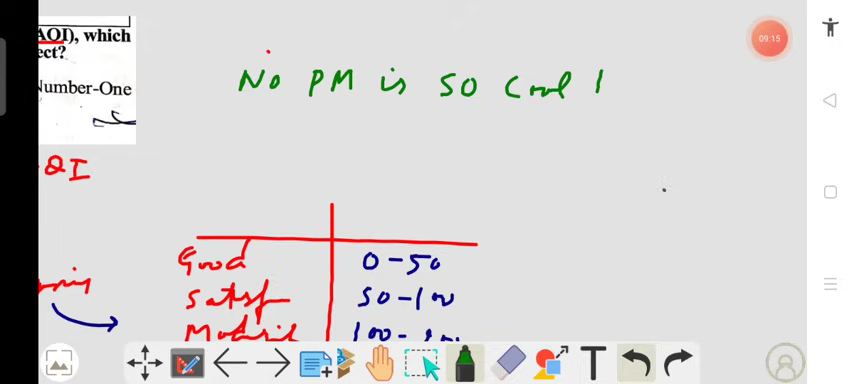 AQI), which
ect?
Number-One
No PM is so Cool
QI
Good 0-50
Satisf 50-100
100-
09:15
T